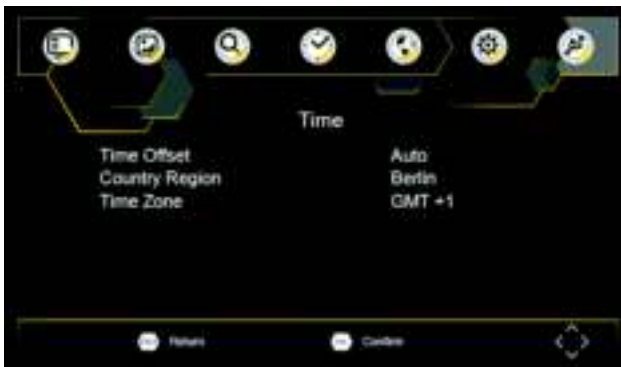 Time
Time Offset Auto
Country Region Berlin
Time Zone GMT +1
Return Confirm